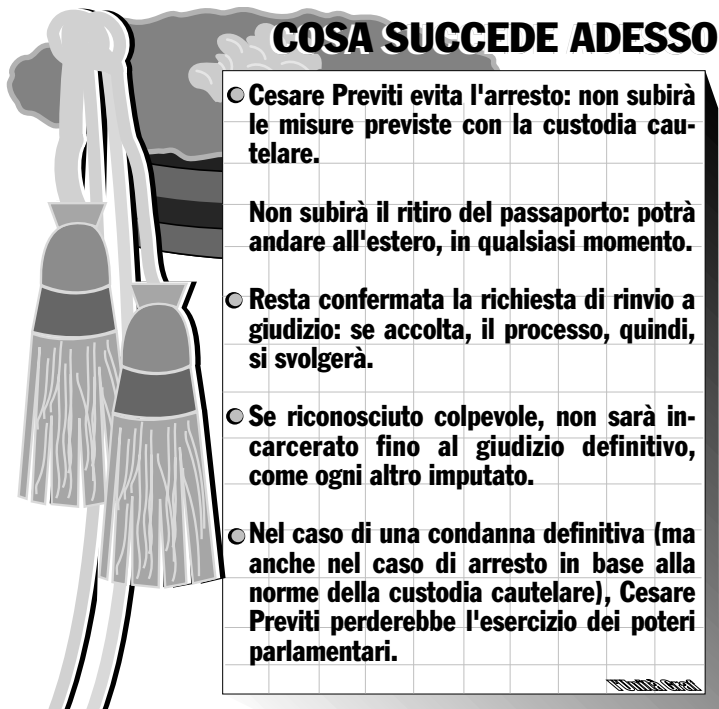 COSA SUCCEDE ADESSO
Cesare Previti evita l'arresto: non subirà
le misure previste con la custodia cau-
telare.
Non subirà il ritiro del passaporto: potrà
andare all'estero, in qualsiasi momento.
Resta confermata la richiesta di rinvio a
giudizio: se accolta, il processo, quindi,
si svolgerà.
Se riconosciuto colpevole, non sarà in-
carcerato fino al giudizio definitivo,
come ogni altro imputato.
Nel caso di una condanna definitiva (ma
anche nel caso di arresto in base alla
norme della custodia cautelare), Cesare
Previti perderebbe l'esercizio dei poteri
parlamentari.
l'Unità Graf